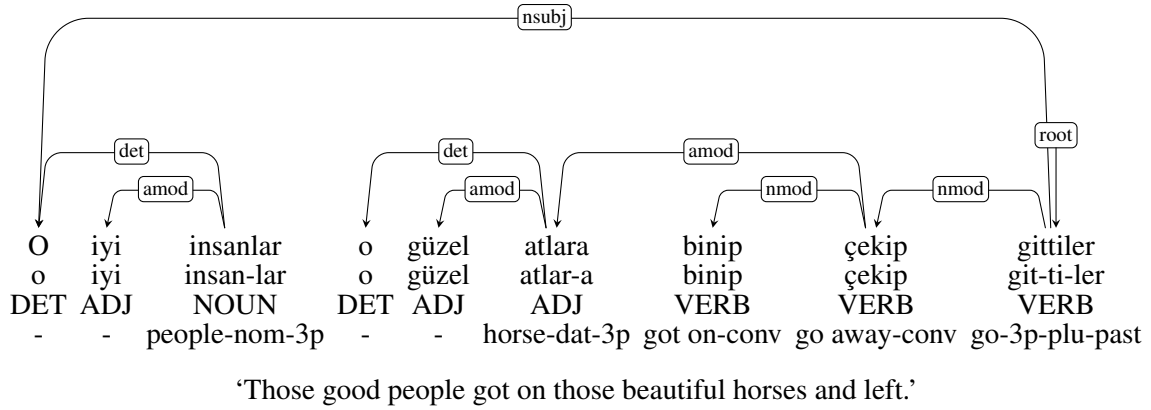 nsubj
root
det det amod
amod amod nmod nmod
O iyi insanlar o güzel atlara binip çekip gittiler
o iyi insan-lar o güzel atlar-a binip çekip git-ti-ler
DET ADJ NOUN DET ADJ ADJ VERB VERB VERB
- - people-nom-3p - - horse-dat-3p got on-conv go away-conv go-3p-plu-past
‘Those good people got on those beautiful horses and left.’